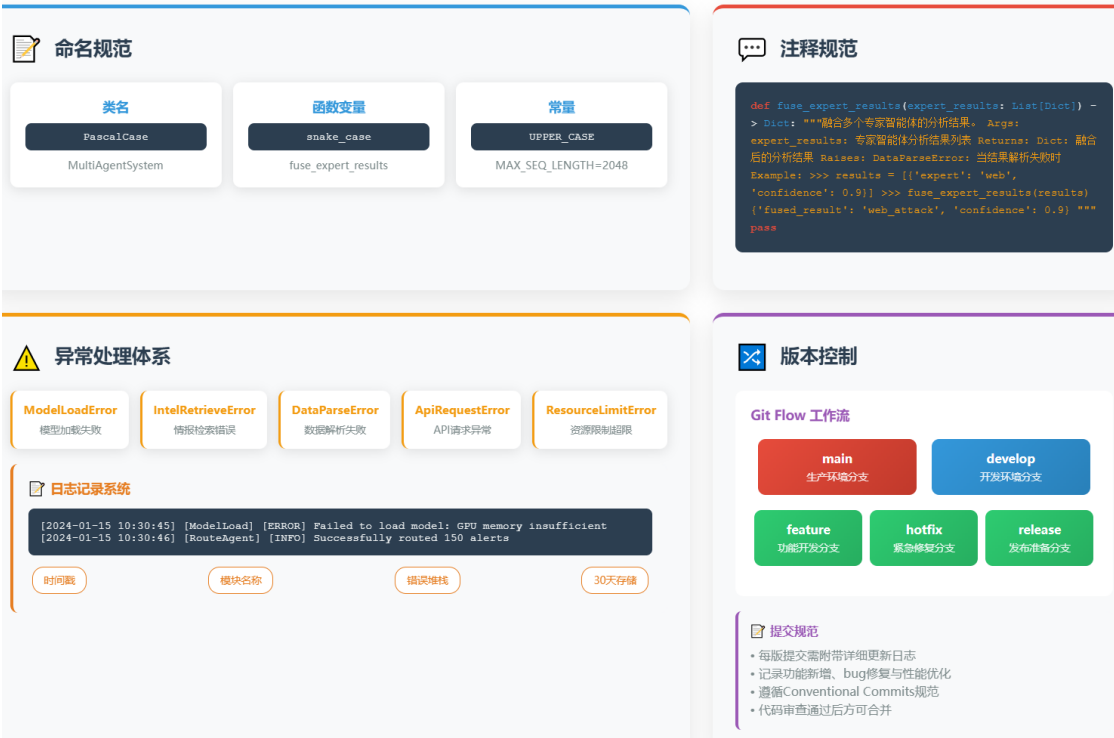 命名规范
类名
PascalCase
MultiAgentSystem
函数变量
snake_case
fuse_expert_results
常量
UPPER_CASE
MAX_SEQ_LENGTH=2048
注释规范
def fuse_expert_results(expert_results: List[Dict]) -
> Dict: """融合多个专家智能体的分析结果。 Args:
expert_results: 专家智能体分析结果列表 Returns: Dict: 融合
后的分析结果 Raises: DataParseError: 当结果解析失败时
Example: >>> results = [{'expert': 'web',
'confidence': 0.9}] >>> fuse_expert_results(results)
{'fused_result': 'web_attack', 'confidence': 0.9} """
pass
异常处理体系
ModelLoadError
模型加载失败
IntelRetrieveError
情报检索错误
DataParseError
数据解析失败
ApiRequestError
API请求异常
ResourceLimitError
资源限制超限
日志记录系统
[2024-01-15 10:30:45] [ModelLoad] [ERROR] Failed to load model: GPU memory insufficient
[2024-01-15 10:30:46] [RouteAgent] [INFO] Successfully routed 150 alerts
时间戳
模块名称
错误堆栈
30天存储
版本控制
Git Flow 工作流
main
生产环境分支
develop
开发环境分支
feature
功能开发分支
hotfix
紧急修复分支
release
发布准备分支
提交规范
• 每版提交需附带详细更新日志
• 记录功能新增、bug修复与性能优化
• 遵循Conventional Commits规范
• 代码审查通过后方可合并